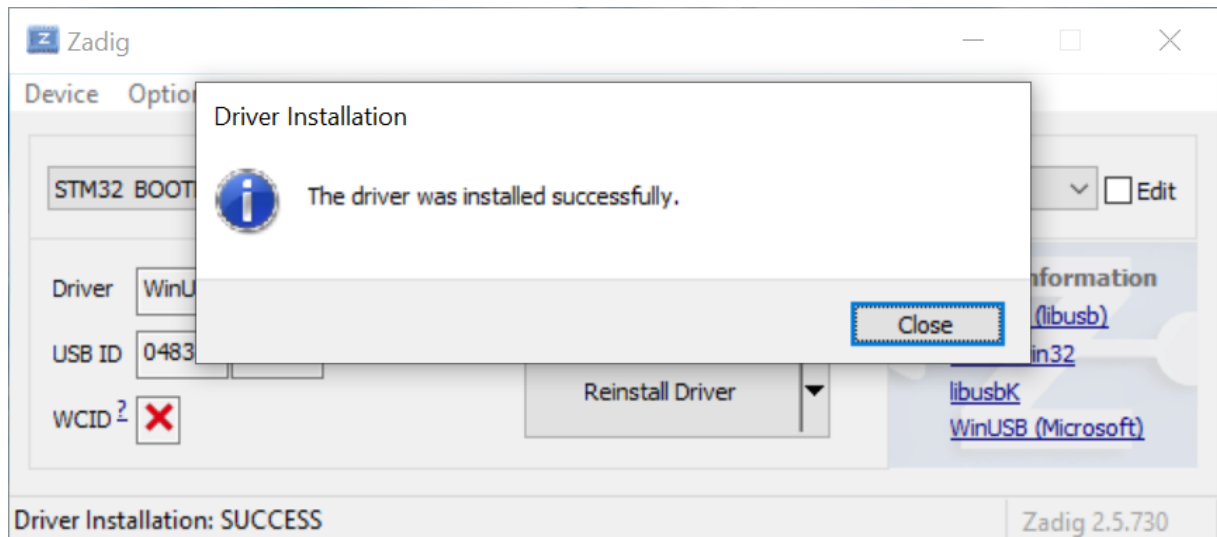 Zadig
Device Option
Driver Installation
STM32 BOOT
The driver was installed successfully.
Edit
Driver WinU
nformation
Close
(libusb)
USB ID 0483
in32
Reinstall Driver
libusbK
WCID ?
WinUSB (Microsoft)
Driver Installation: SUCCESS
Zadig 2.5.730